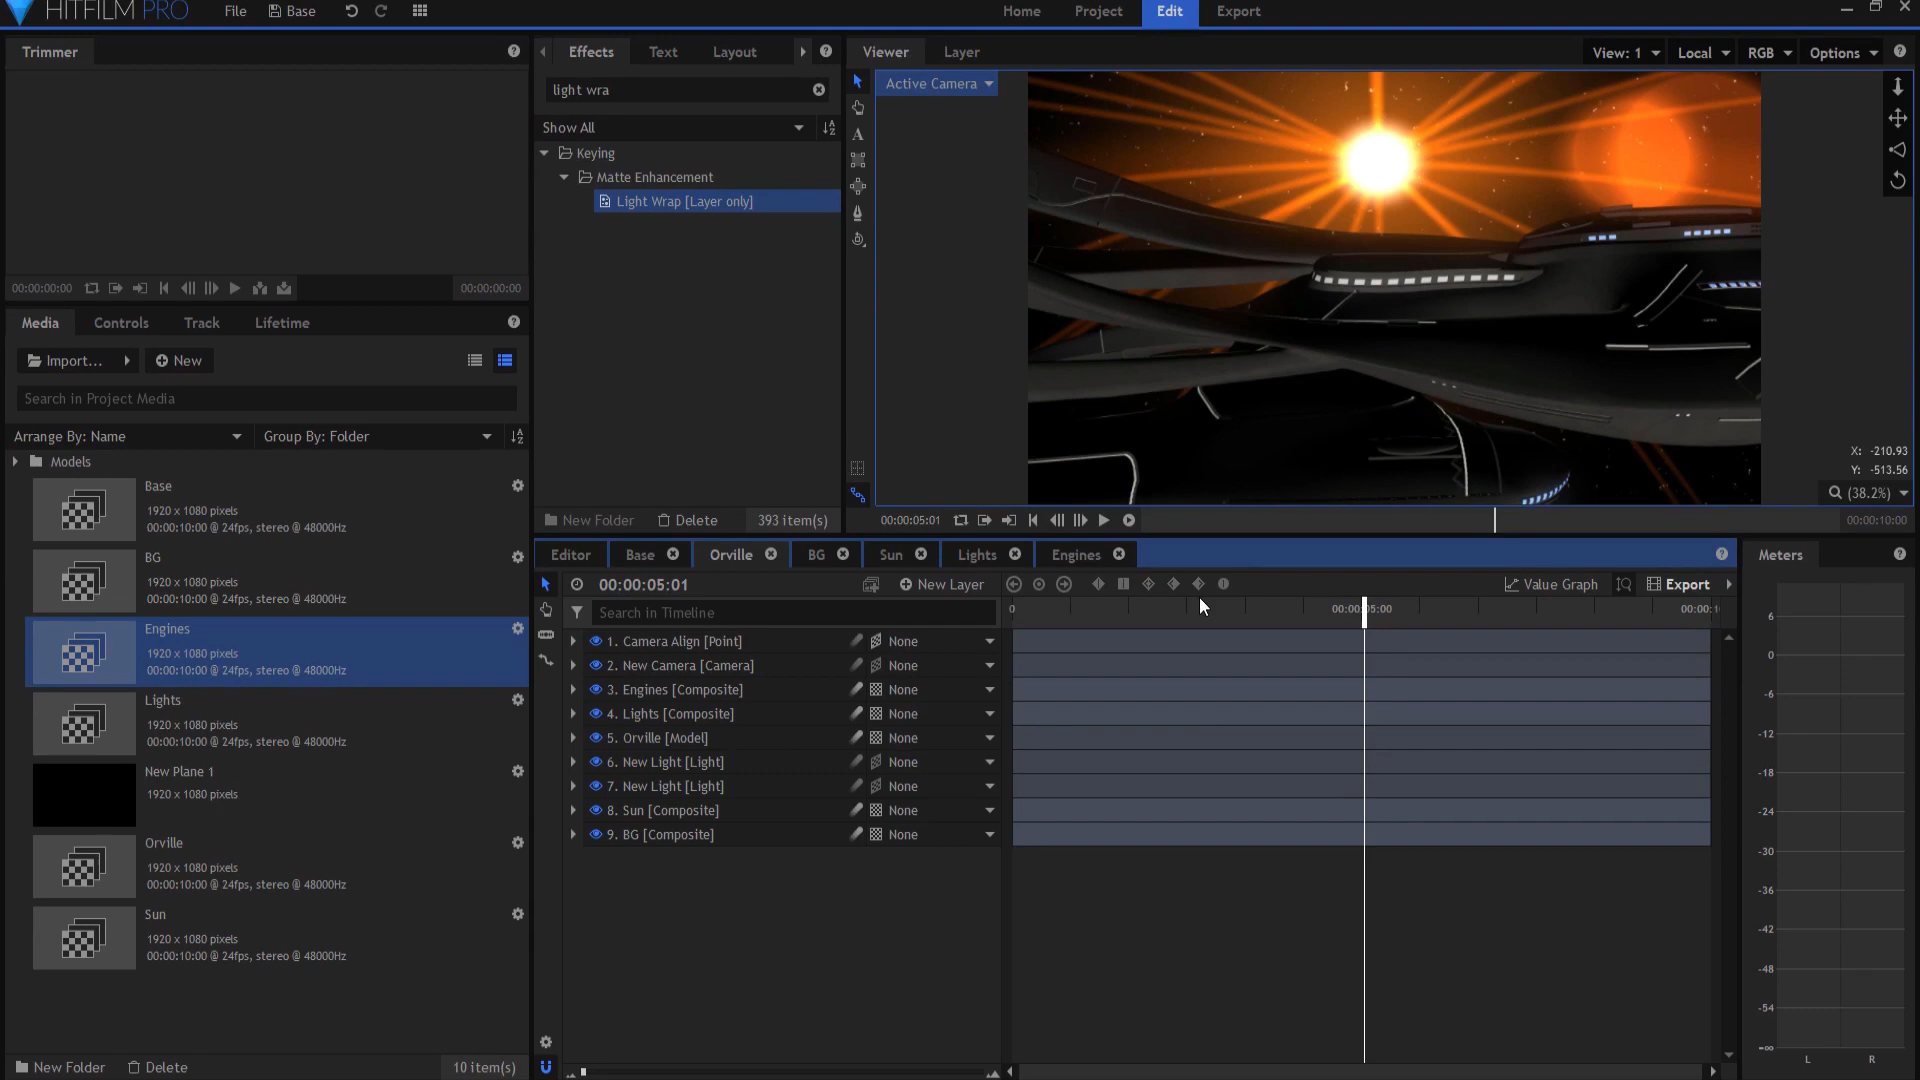 HITFILM PRO
File
Base
Home
Project
Edit
Export
Trimmer
00:00:00:00
00:00:00:00
Media
Controls
Track
Lifetime
Import...
New
Search in Project Media
Arrange By: Name
Group By: Folder
Models
Base
1920 x 1080 pixels
00:00:10:00 @ 24fps, stereo @ 48000Hz
BG
1920 x 1080 pixels
00:00:10:00 @ 24fps, stereo @ 48000Hz
Engines
1920 x 1080 pixels
00:00:10:00 @ 24fps, stereo @ 48000Hz
Lights
1920 x 1080 pixels
00:00:10:00 @ 24fps, stereo @ 48000Hz
New Plane 1
1920 x 1080 pixels
Orville
1920 x 1080 pixels
00:00:10:00 @ 24fps, stereo @ 48000Hz
Sun
1920 x 1080 pixels
00:00:10:00 @ 24fps, stereo @ 48000Hz
New Folder
Delete
10 item(s)
Effects
Text
Layout
light wra
Show All
Keying
Matte Enhancement
Light Wrap [Layer only]
New Folder
Delete
393 item(s)
Viewer
Layer
View: 1
Local
RGB
Options
Active Camera
X: -210.93
Y: -513.56
(38.2%)
00:00:05:01
00:00:10:00
Editor
Base
Orville
BG
Sun
Lights
Engines
00:00:05:01
New Layer
Value Graph
Export
Search in Timeline
0
00:00:05:00
00:00:1
1. Camera Align [Point]
None
2. New Camera [Camera]
None
3. Engines [Composite]
None
4. Lights [Composite]
None
5. Orville [Model]
None
6. New Light [Light]
None
7. New Light [Light]
None
8. Sun [Composite]
None
9. BG [Composite]
None
Meters
6
0
-6
-12
-18
-24
-30
-36
-42
-48
-54
-∞
L
R